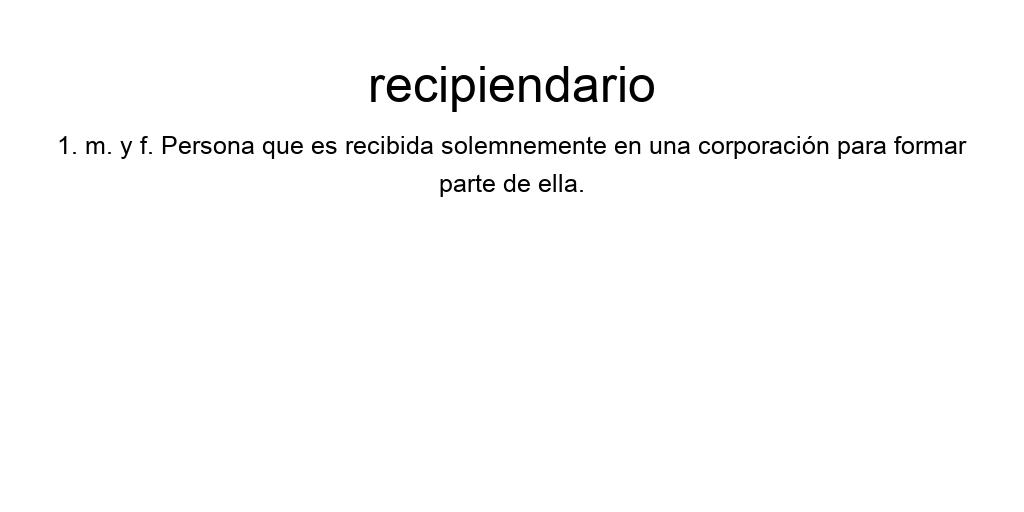 recipiendario
1. m. y f. Persona que es recibida solemnemente en una corporación para formar
parte de ella.